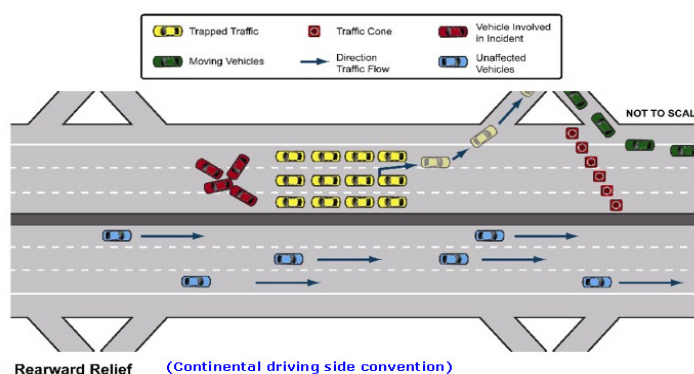 Trapped Traffic
Traffic Cone
Vehicle Involved
in Incident
Moving Vehicles
Direction
Traffic Flow
Unaffected
Vehicles
NOT TO SCAL
Rearward Relief
(Continental driving side convention)